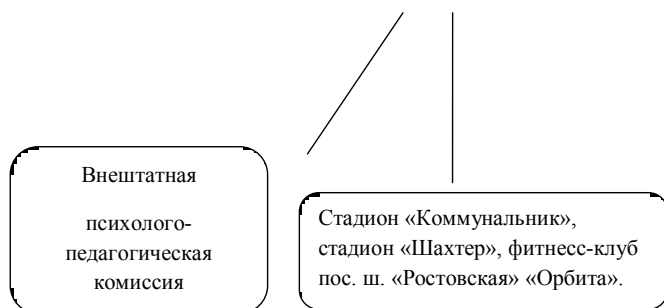 Внештатная
психолого-
педагогическая
комиссия
Стадион «Коммунальник»,
стадион «Шахтер», фитнесс-клуб
пос. ш. «Ростовская» «Орбита».